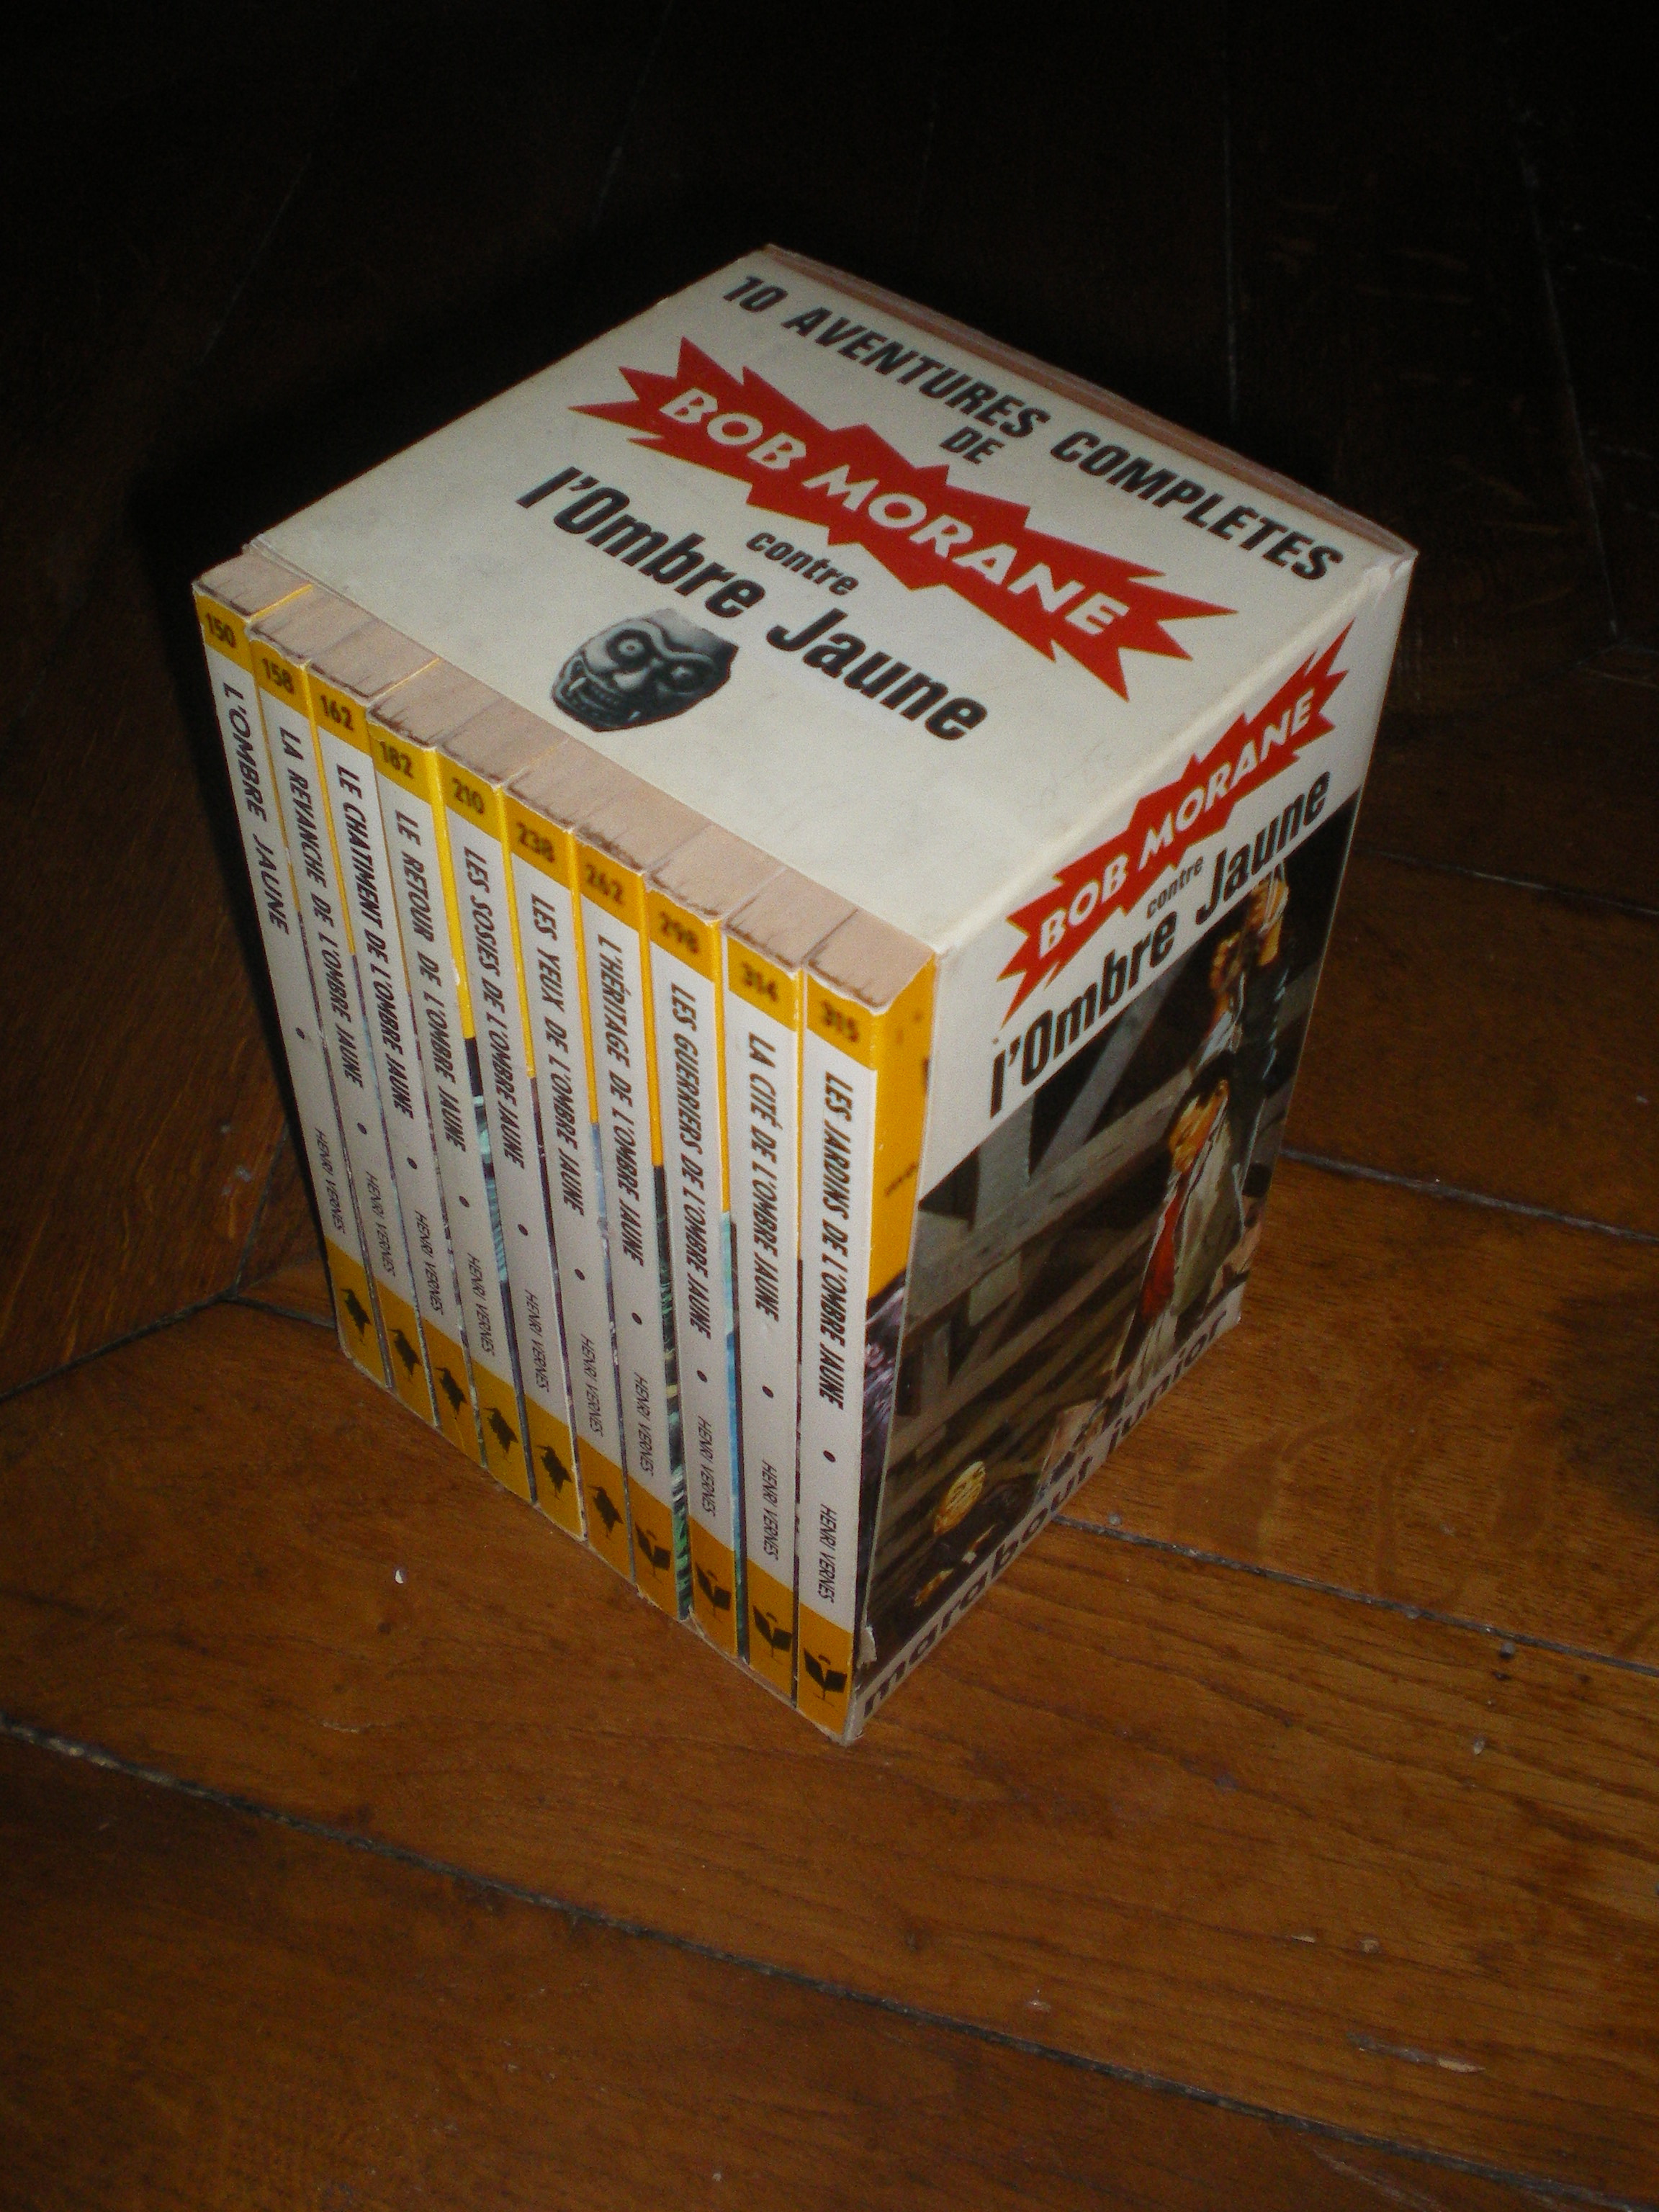 10 AVENTURES COMPLÈTES
DE
BOB MORANE
contre
l'Ombre Jaune
BOB MORANE
contre
l'Ombre Jaune
marabout junior
150
L'OMBRE JAUNE • HENRI VERNES
158
LA REVANCHE DE L'OMBRE JAUNE • HENRI VERNES
162
LE CHATIMENT DE L'OMBRE JAUNE • HENRI VERNES
182
LE RETOUR DE L'OMBRE JAUNE • HENRI VERNES
210
LES SOSIES DE L'OMBRE JAUNE • HENRI VERNES
238
LES YEUX DE L'OMBRE JAUNE • HENRI VERNES
262
L'HÉRITAGE DE L'OMBRE JAUNE • HENRI VERNES
298
LES GUERRIERS DE L'OMBRE JAUNE • HENRI VERNES
314
LA CITÉ DE L'OMBRE JAUNE • HENRI VERNES
315
LES JARDINS DE L'OMBRE JAUNE • HENRI VERNES